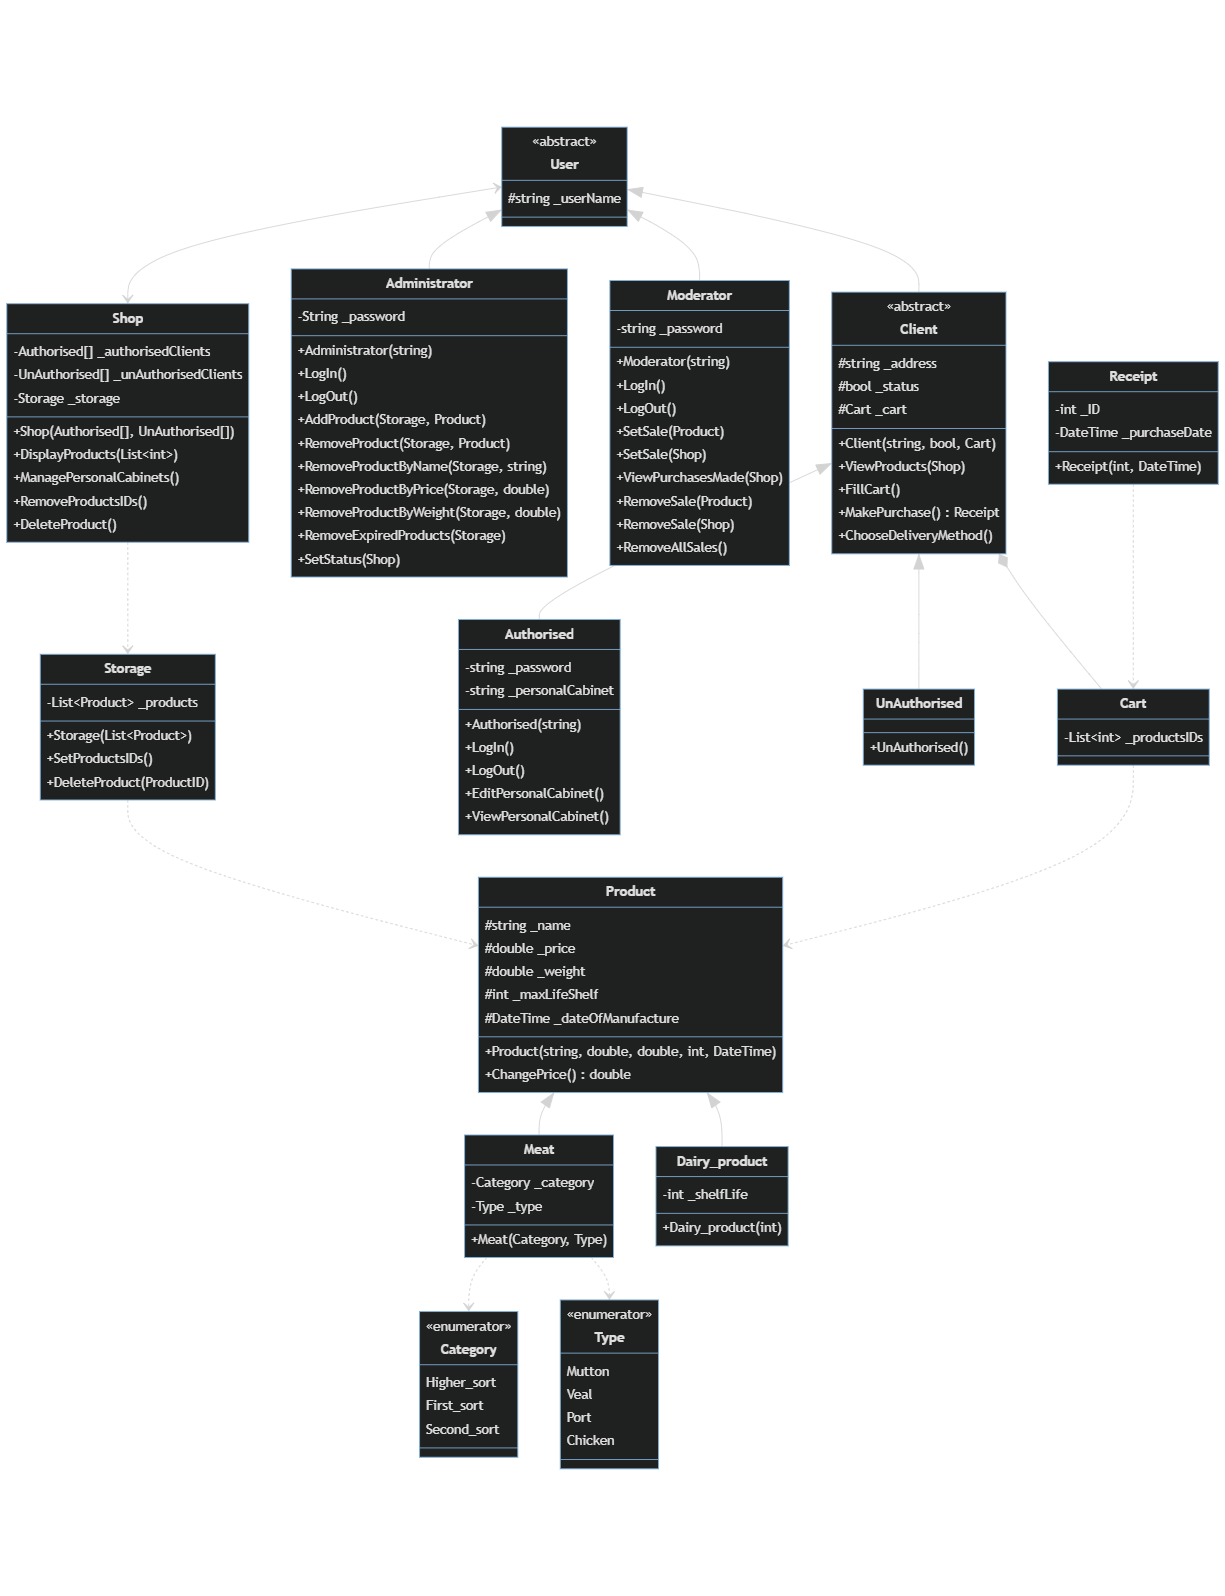 «abstract»
User
#string _userName
Shop
-Authorised[] _authorisedClients
-UnAuthorised[] _unAuthorisedClients
-Storage _storage
+Shop(Authorised[], UnAuthorised[])
+DisplayProducts(List<int>)
+ManagePersonalCabinets()
+RemoveProductsIDs()
+DeleteProduct()
Administrator
-String _password
+Administrator(string)
+LogIn()
+LogOut()
+AddProduct(Storage, Product)
+RemoveProduct(Storage, Product)
+RemoveProductByName(Storage, string)
+RemoveProductByPrice(Storage, double)
+RemoveProductByWeight(Storage, double)
+RemoveExpiredProducts(Storage)
+SetStatus(Shop)
Moderator
-string _password
+Moderator(string)
+LogIn()
+LogOut()
+SetSale(Product)
+SetSale(Shop)
+ViewPurchasesMade(Shop)
+RemoveSale(Product)
+RemoveSale(Shop)
+RemoveAllSales()
«abstract»
Client
#string _address
#bool _status
#Cart _cart
+Client(string, bool, Cart)
+ViewProducts(Shop)
+FillCart()
+MakePurchase() : Receipt
+ChooseDeliveryMethod()
Receipt
-int _ID
-DateTime _purchaseDate
+Receipt(int, DateTime)
Storage
-List<Product> _products
+Storage(List<Product>)
+SetProductsIDs()
+DeleteProduct(ProductID)
Authorised
-string _password
-string _personalCabinet
+Authorised(string)
+LogIn()
+LogOut()
+EditPersonalCabinet()
+ViewPersonalCabinet()
UnAuthorised
+UnAuthorised()
Cart
-List<int> _productsIDs
Product
#string _name
#double _price
#double _weight
#int _maxLifeShelf
#DateTime _dateOfManufacture
+Product(string, double, double, int, DateTime)
+ChangePrice() : double
Meat
-Category _category
-Type _type
+Meat(Category, Type)
Dairy_product
-int _shelfLife
+Dairy_product(int)
«enumerator»
Category
Higher_sort
First_sort
Second_sort
«enumerator»
Type
Mutton
Veal
Port
Chicken